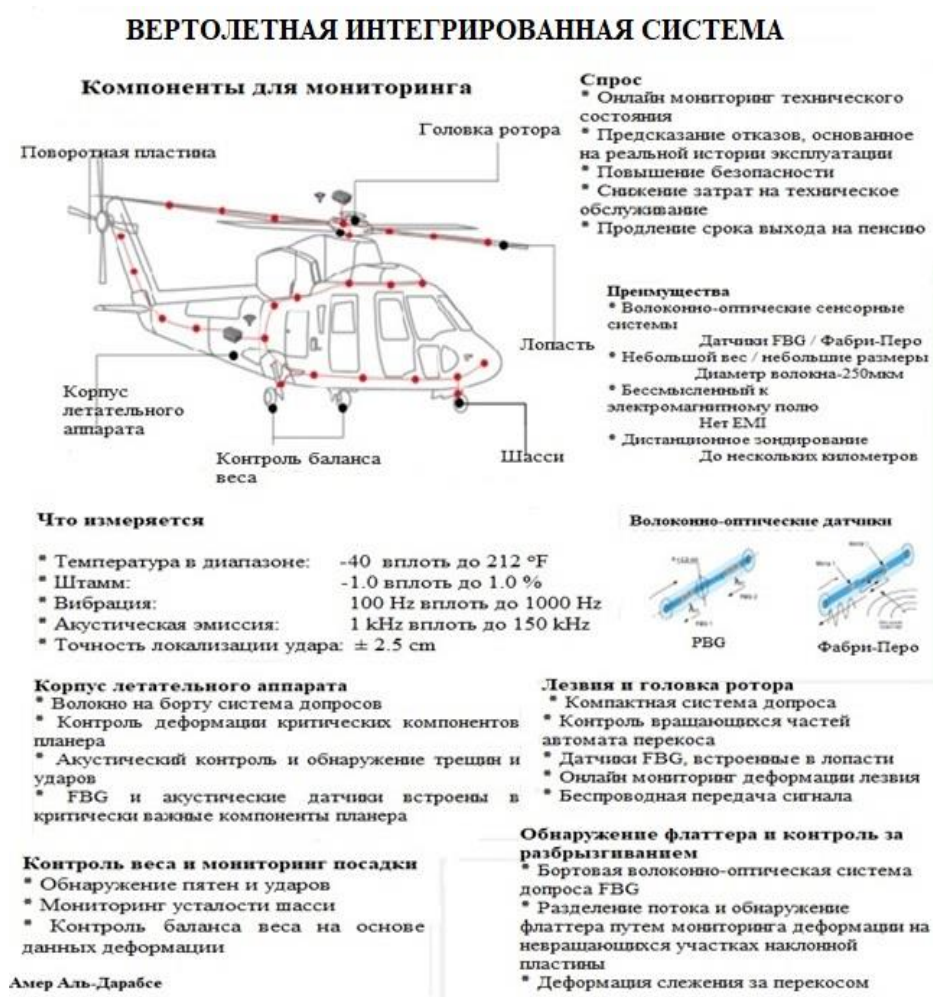 ВЕРТОЛЕТНАЯ ИНТЕГРИРОВАННАЯ СИСТЕМА
Компоненты для мониторинга
Поворотная пластина
Головка ротора
Лопасть
Корпус
летательного
аппарата
Контроль баланса
веса
Шасси
Спрос
* Онлайн мониторинг технического
состояния
* Предсказание отказов, основанное
на реальной истории эксплуатации
* Повышение безопасности
* Снижение затрат на техническое
обслуживание
* Продление срока выхода на пенсию
Преимущества
* Волоконно-оптические сенсорные
системы
Датчики FBG / Фабри-Перо
* Небольшой вес / небольшие размеры
Диаметр волокна-250мкм
* Бессмысленный к
электромагнитному полю
Нет EMI
* Дистанционное зондирование
До нескольких километров
Что измеряется
* Температура в диапазоне: -40 вплоть до 212 °F
* Штамм: -1.0 вплоть до 1.0 %
* Вибрация: 100 Hz вплоть до 1000 Hz
* Акустическая эмиссия: 1 kHz вплоть до 150 kHz
* Точность локализации удара: ± 2.5 cm
Волоконно-оптические датчики
PBG
Фабри-Перо
Корпус летательного аппарата
* Волокно на борту система допросов
* Контроль деформации критических компонентов
планера
* Акустический контроль и обнаружение трещин и
ударов
* FBG и акустические датчики встроены в
критически важные компоненты планера
Лезвия и головка ротора
* Компактная система допроса
* Контроль вращающихся частей
автомата перекоса
* Датчики FBG, встроенные в лопасти
* Онлайн мониторинг деформации лезвия
* Беспроводная передача сигнала
Контроль веса и мониторинг посадки
* Обнаружение пятен и ударов
* Мониторинг усталости шасси
* Контроль баланса веса на основе
данных деформации
Обнаружение флаттера и контроль за
разбрызгиванием
* Бортовая волоконно-оптическая система
допроса FBG
* Разделение потока и обнаружение
флаттера путем мониторинга деформации на
невращающихся участках наклонной
пластины
* Деформация слежения за перекосом
Амер Аль-Дарабсе